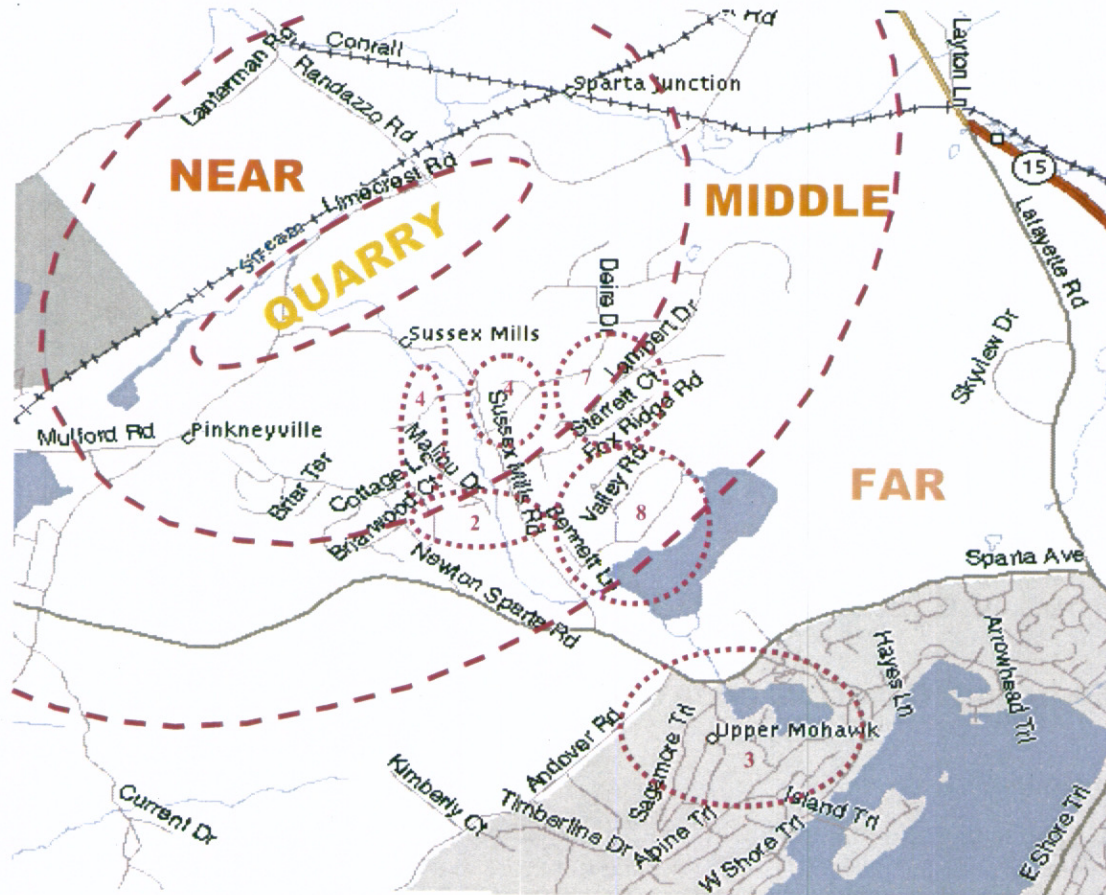 Rd
Conrail
Layton Ln
Lanterman Rd
Randazzo Rd
Sparta Junction
15
NEAR
Limecrest Rd
MIDDLE
Stream
QUARRY
Lafayette Rd
Deira Dr
Lampert Dr
Sussex Mills
Skyview Dr
7
4
4
Starrett Ct
Fox Ridge Rd
Sussex Mills Rd
Mulford Rd
Pinkneyville
Malibu Dr
Cottage Ln
Briar Ter
Valley Rd
FAR
Briarwood Ct
2
8
Bennett Ln
Newton Sparta Rd
Sparta Ave
Hayes Ln
Arrowhead Trl
Andover Rd
Sagamore Trl
Upper Mohawk
3
Kimberly Ct
Timberline Dr
Alpine Trl
Island Trl
W Shore Trl
E Shore Trl
Current Dr